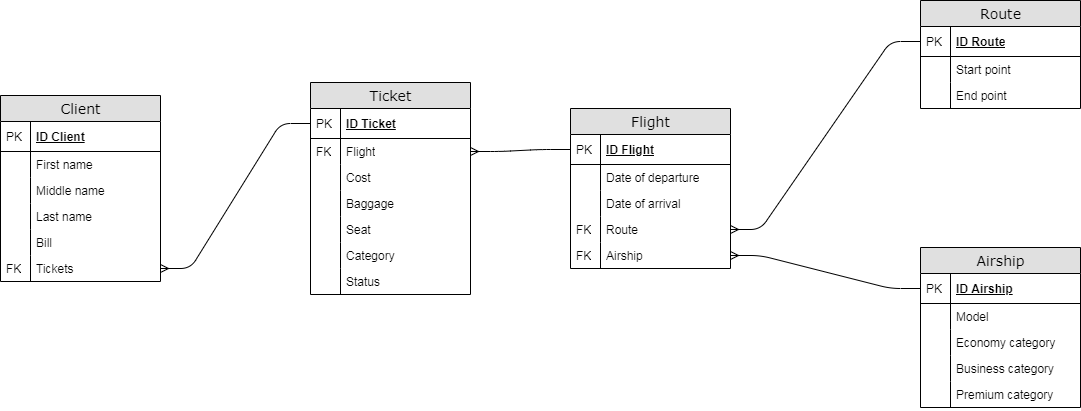 Client
PK ID Client
First name
Middle name
Last name
Bill
FK Tickets
Ticket
PK ID Ticket
FK Flight
Cost
Baggage
Seat
Category
Status
Flight
PK ID Flight
Date of departure
Date of arrival
FK Route
FK Airship
Route
PK ID Route
Start point
End point
Airship
PK ID Airship
Model
Economy category
Business category
Premium category